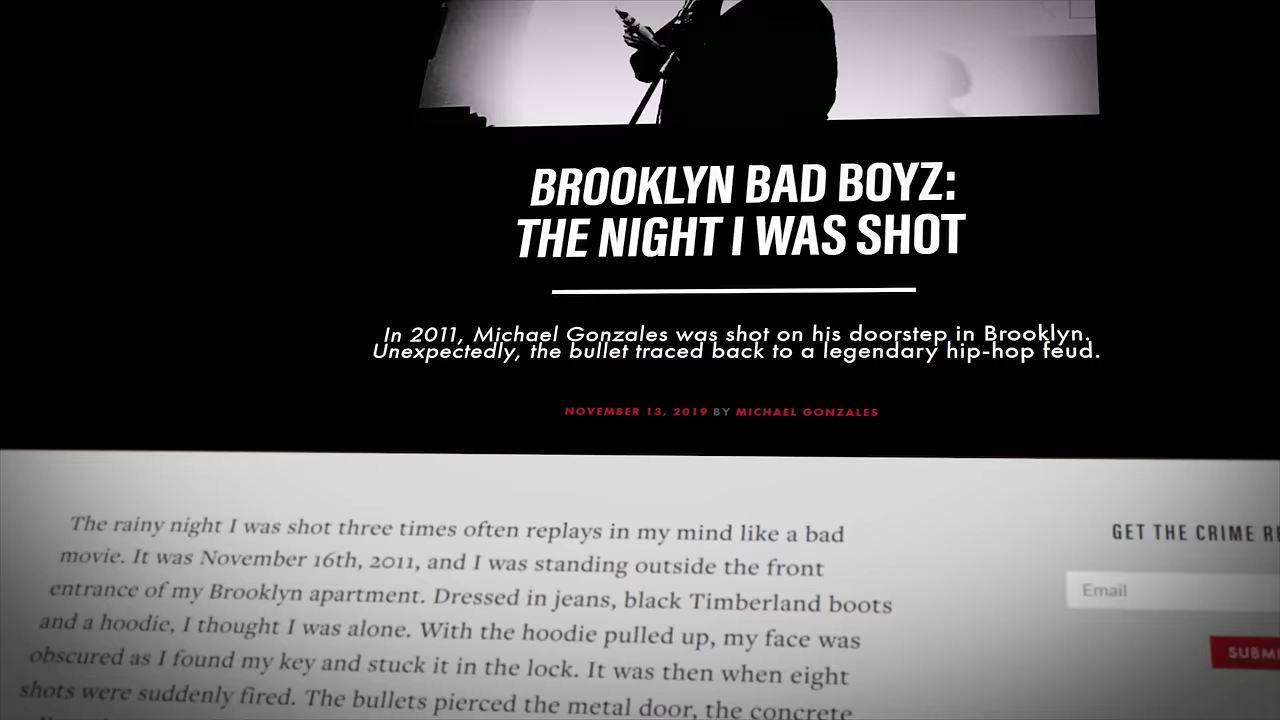 BROOKLYN BAD BOYZ:
THE NIGHT I WAS SHOT
In 2011, Michael Gonzales was shot on his doorstep in Brooklyn.
Unexpectedly, the bullet traced back to a legendary hip-hop feud.
NOVEMBER 13, 2019 BY MICHAEL GONZALES
The rainy night I was shot three times often replays in my mind like a bad
movie. It was November 16th, 2011, and I was standing outside the front
entrance of my Brooklyn apartment. Dressed in jeans, black Timberland boots
and a hoodie, I thought I was alone. With the hoodie pulled up, my face was
obscured as I found my key and stuck it in the lock. It was then when eight
shots were suddenly fired. The bullets pierced the metal door, the concrete
GET THE CRIME
Email